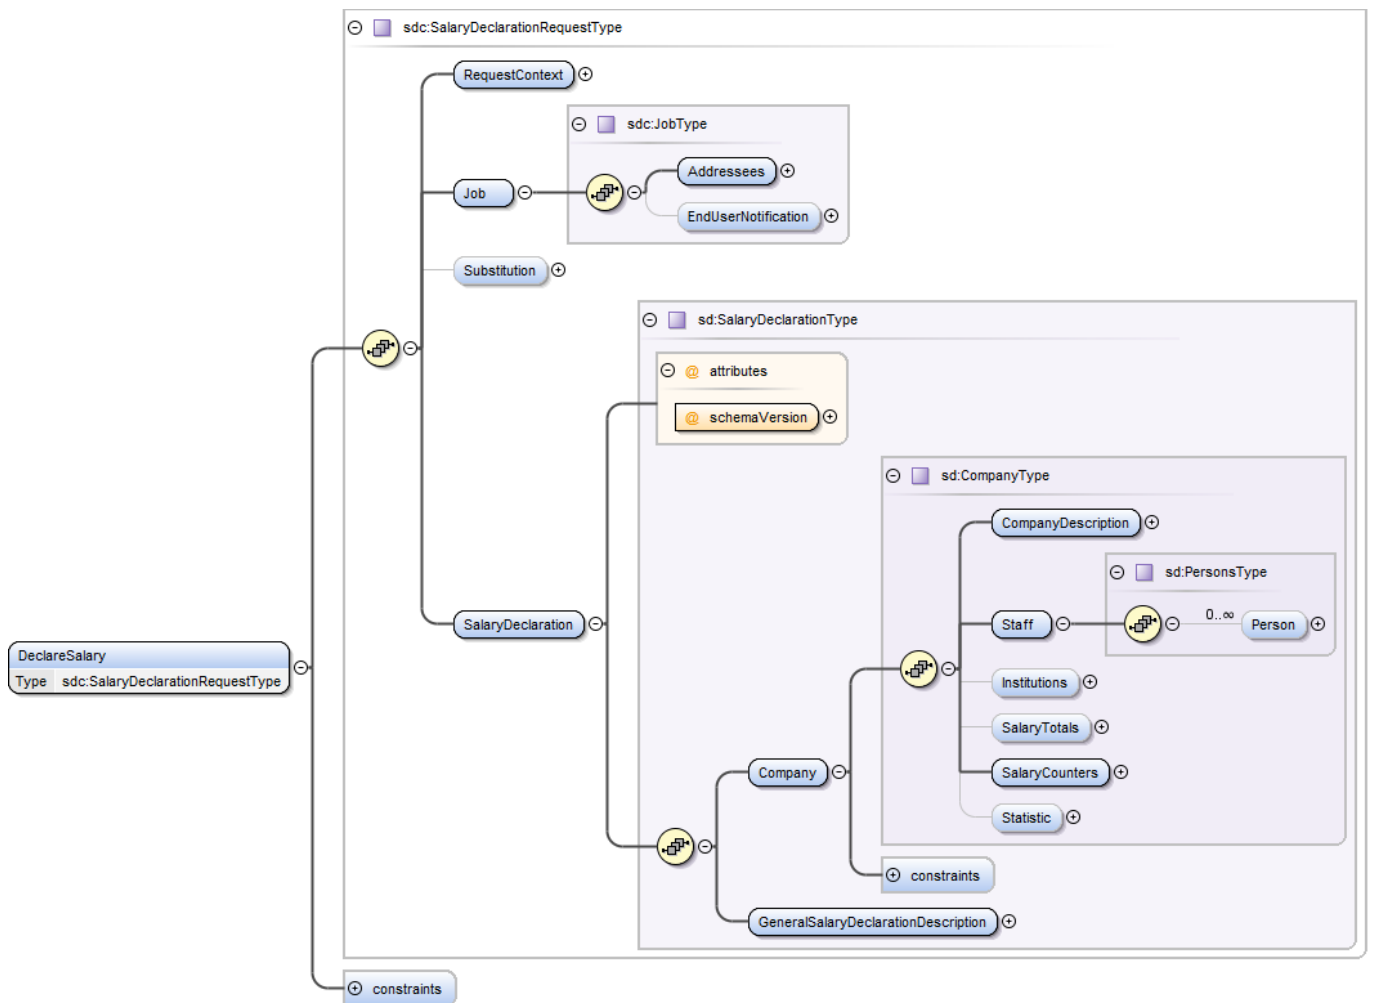 sdc:SalaryDeclarationRequestType
RequestContext
sdc:JobType
Addressees
Job
EndUserNotification
Substitution
sd:SalaryDeclarationType
@ attributes
@ schemaVersion
sd:CompanyType
CompanyDescription
sd:PersonsType
0..∞
Staff
Person
SalaryDeclaration
DeclareSalary
Type sdc:SalaryDeclarationRequestType
Institutions
SalaryTotals
Company
SalaryCounters
Statistic
constraints
GeneralSalaryDeclarationDescription
constraints